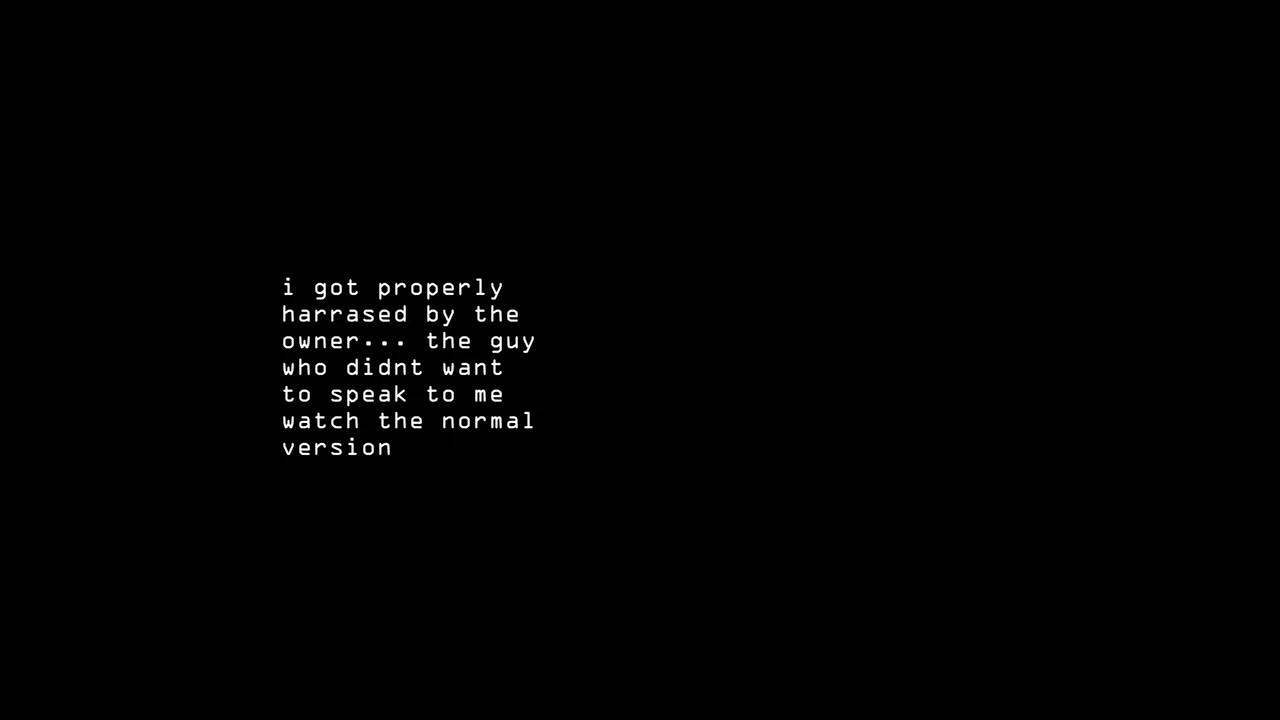 i got properly
harrased by the
owner... the guy
who didnt want
to speak to me
watch the normal
version